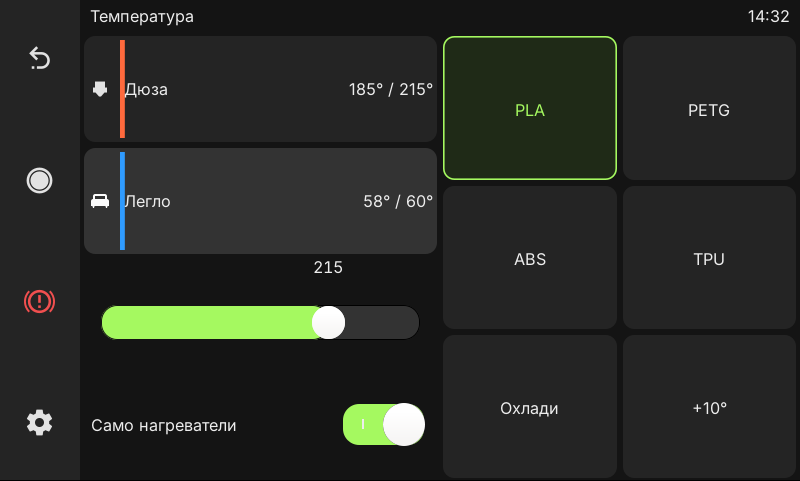 Температура
14:32
Дюза
185° / 215°
Легло
58° / 60°
215
Само нагреватели
PLA
PETG
ABS
TPU
Охлади
+10°